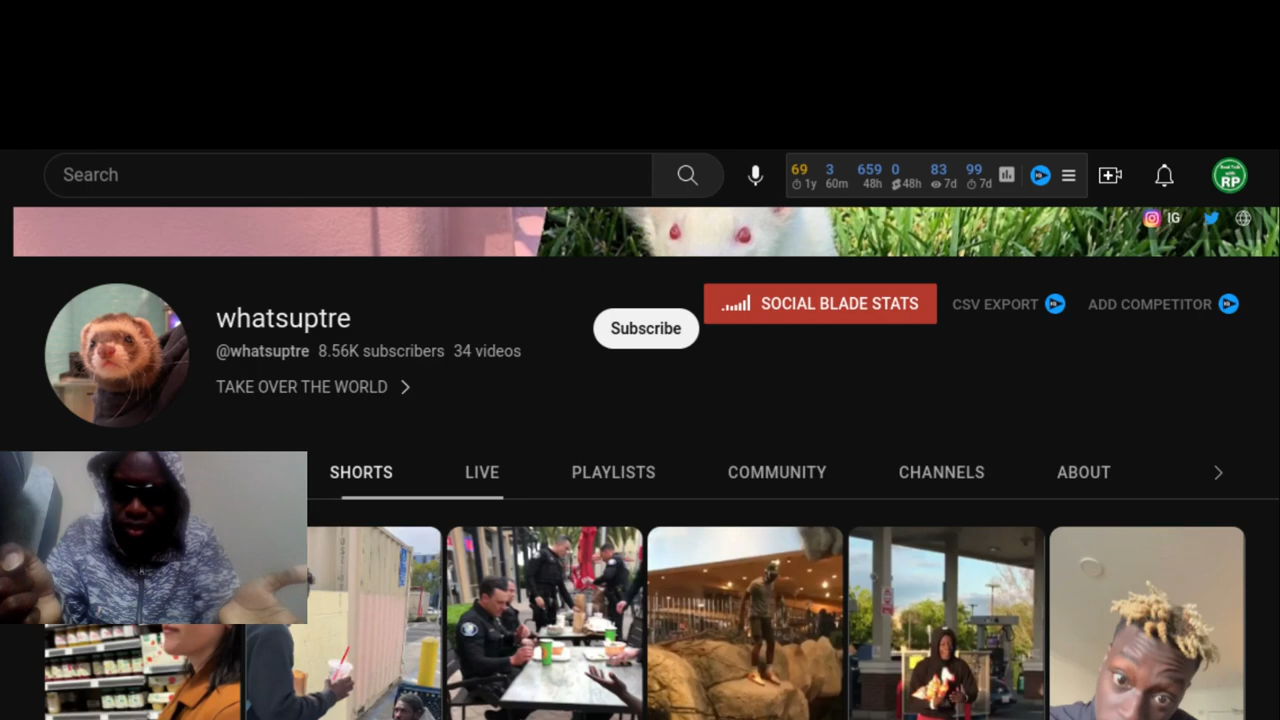 Search
69 3 659 0 83 99
1y 60m 48h 48h 7d 7d
RP
IG
SOCIAL BLADE STATS CSV EXPORT ADD COMPETITOR
whatsuptre
Subscribe
@whatsuptre 8.56K subscribers 34 videos
TAKE OVER THE WORLD
SHORTS LIVE PLAYLISTS COMMUNITY CHANNELS ABOUT